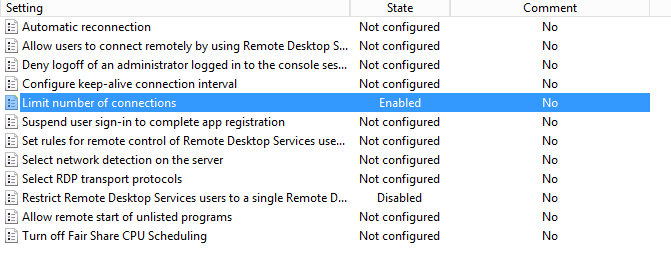 Setting State Comment
Automatic reconnection Not configured No
Allow users to connect remotely by using Remote Desktop S... Not configured No
Deny logoff of an administrator logged in to the console ses... Not configured No
Configure keep-alive connection interval Not configured No
Limit number of connections Enabled No
Suspend user sign-in to complete app registration Not configured No
Set rules for remote control of Remote Desktop Services use... Not configured No
Select network detection on the server Not configured No
Select RDP transport protocols Not configured No
Restrict Remote Desktop Services users to a single Remote D... Disabled No
Allow remote start of unlisted programs Not configured No
Turn off Fair Share CPU Scheduling Not configured No